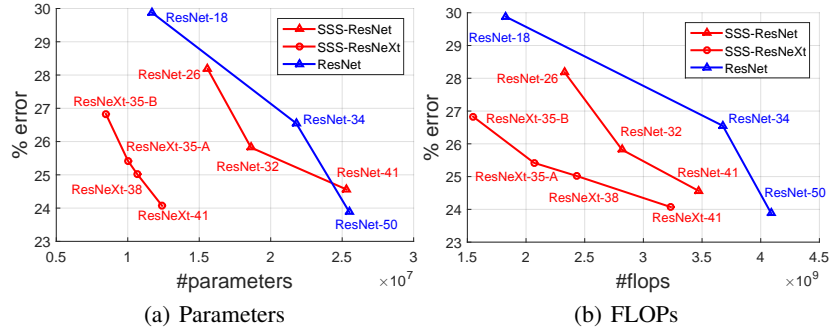 30
29
28
27
26
25
24
23
% error
0.5
1
1.5
2
2.5
3
#parameters
×10^7
ResNet-18
ResNet-26
ResNeXt-35-B
ResNeXt-35-A
ResNeXt-38
ResNeXt-41
ResNet-32
ResNet-34
ResNet-41
ResNet-50
SSS-ResNet
SSS-ResNeXt
ResNet
(a) Parameters
30
29
28
27
26
25
24
23
% error
1.5
2
2.5
3
3.5
4
4.5
#flops
×10^9
ResNet-18
ResNet-26
ResNeXt-35-B
ResNet-32
ResNet-34
ResNeXt-35-A
ResNet-41
ResNeXt-38
ResNeXt-41
ResNet-50
SSS-ResNet
SSS-ResNeXt
ResNet
(b) FLOPs